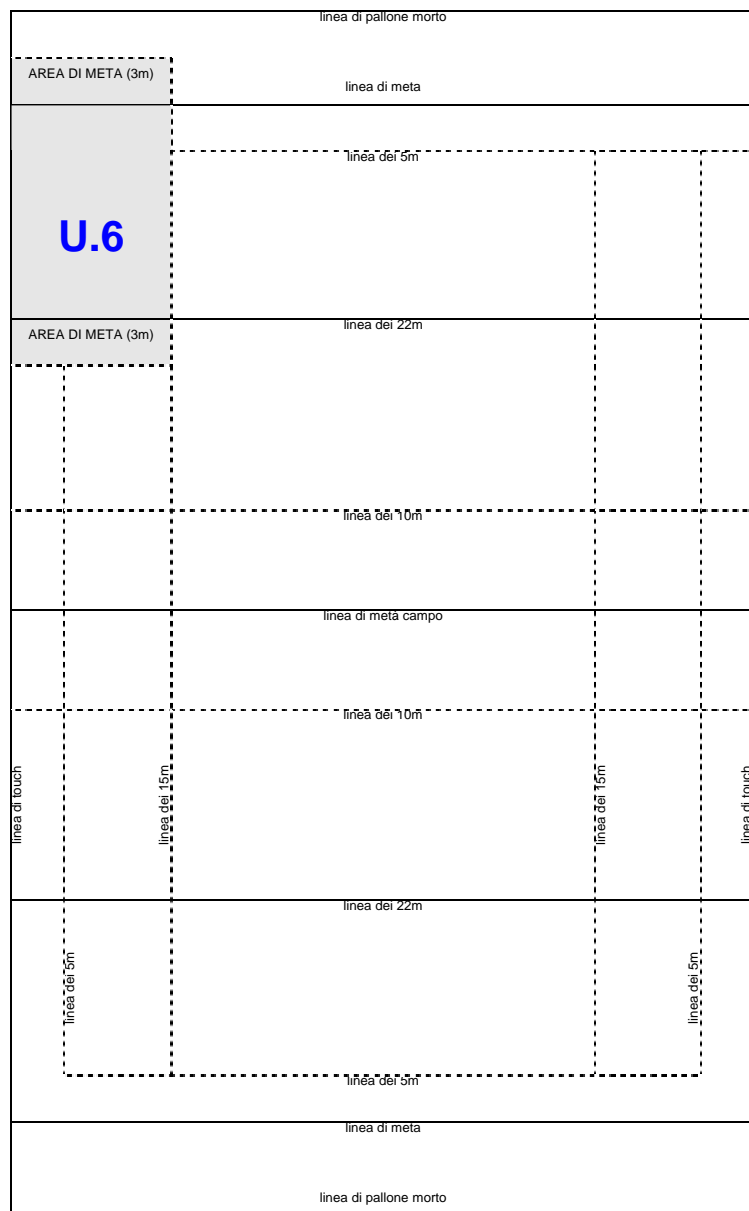 linea di pallone morto
AREA DI META (3m)
linea di meta
linea dei 5m
U.6
linea dei 22m
AREA DI META (3m)
linea dei 10m
linea di metà campo
linea dei 10m
linea di touch
linea dei 15m
linea dei 15m
linea di touch
linea dei 22m
linea dei 5m
linea dei 5m
linea dei 5m
linea di meta
linea di pallone morto